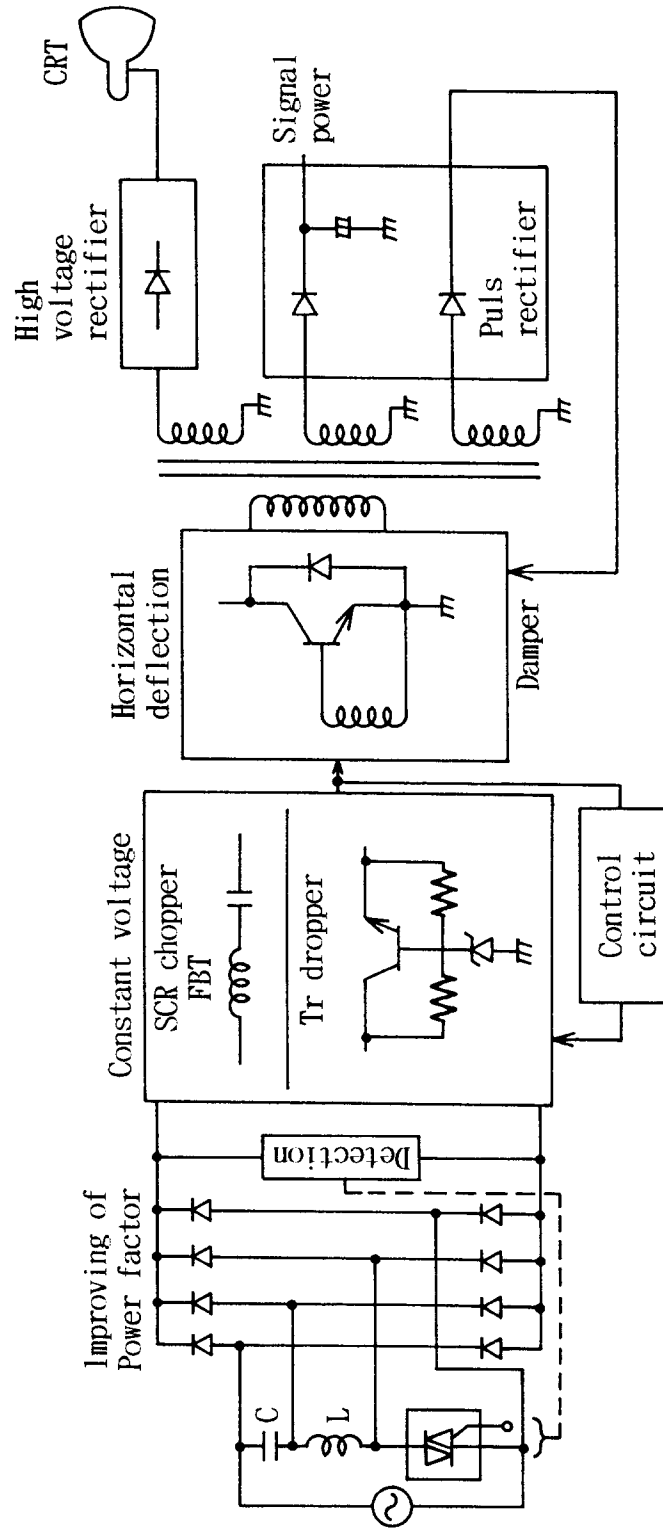 Improving of
Power factor
C
L
Detection
Constant voltage
SCR chopper
FBT
Tr dropper
Control
circuit
Horizontal
deflection
Damper
High
voltage
rectifier
CRT
Signal
power
Puls
rectifier